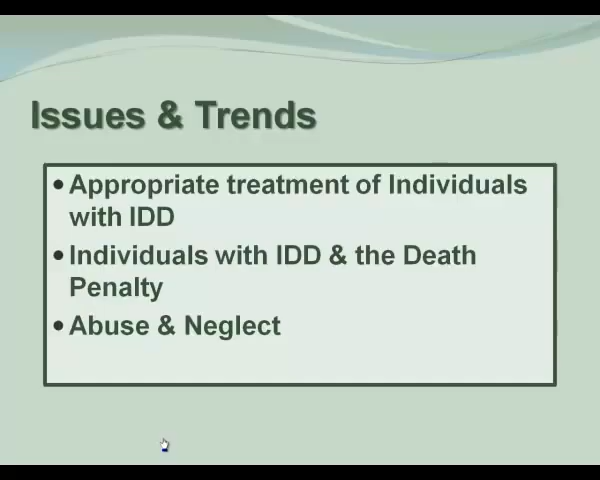 Issues & Trends
• Appropriate treatment of Individuals
with IDD
• Individuals with IDD & the Death
Penalty
• Abuse & Neglect